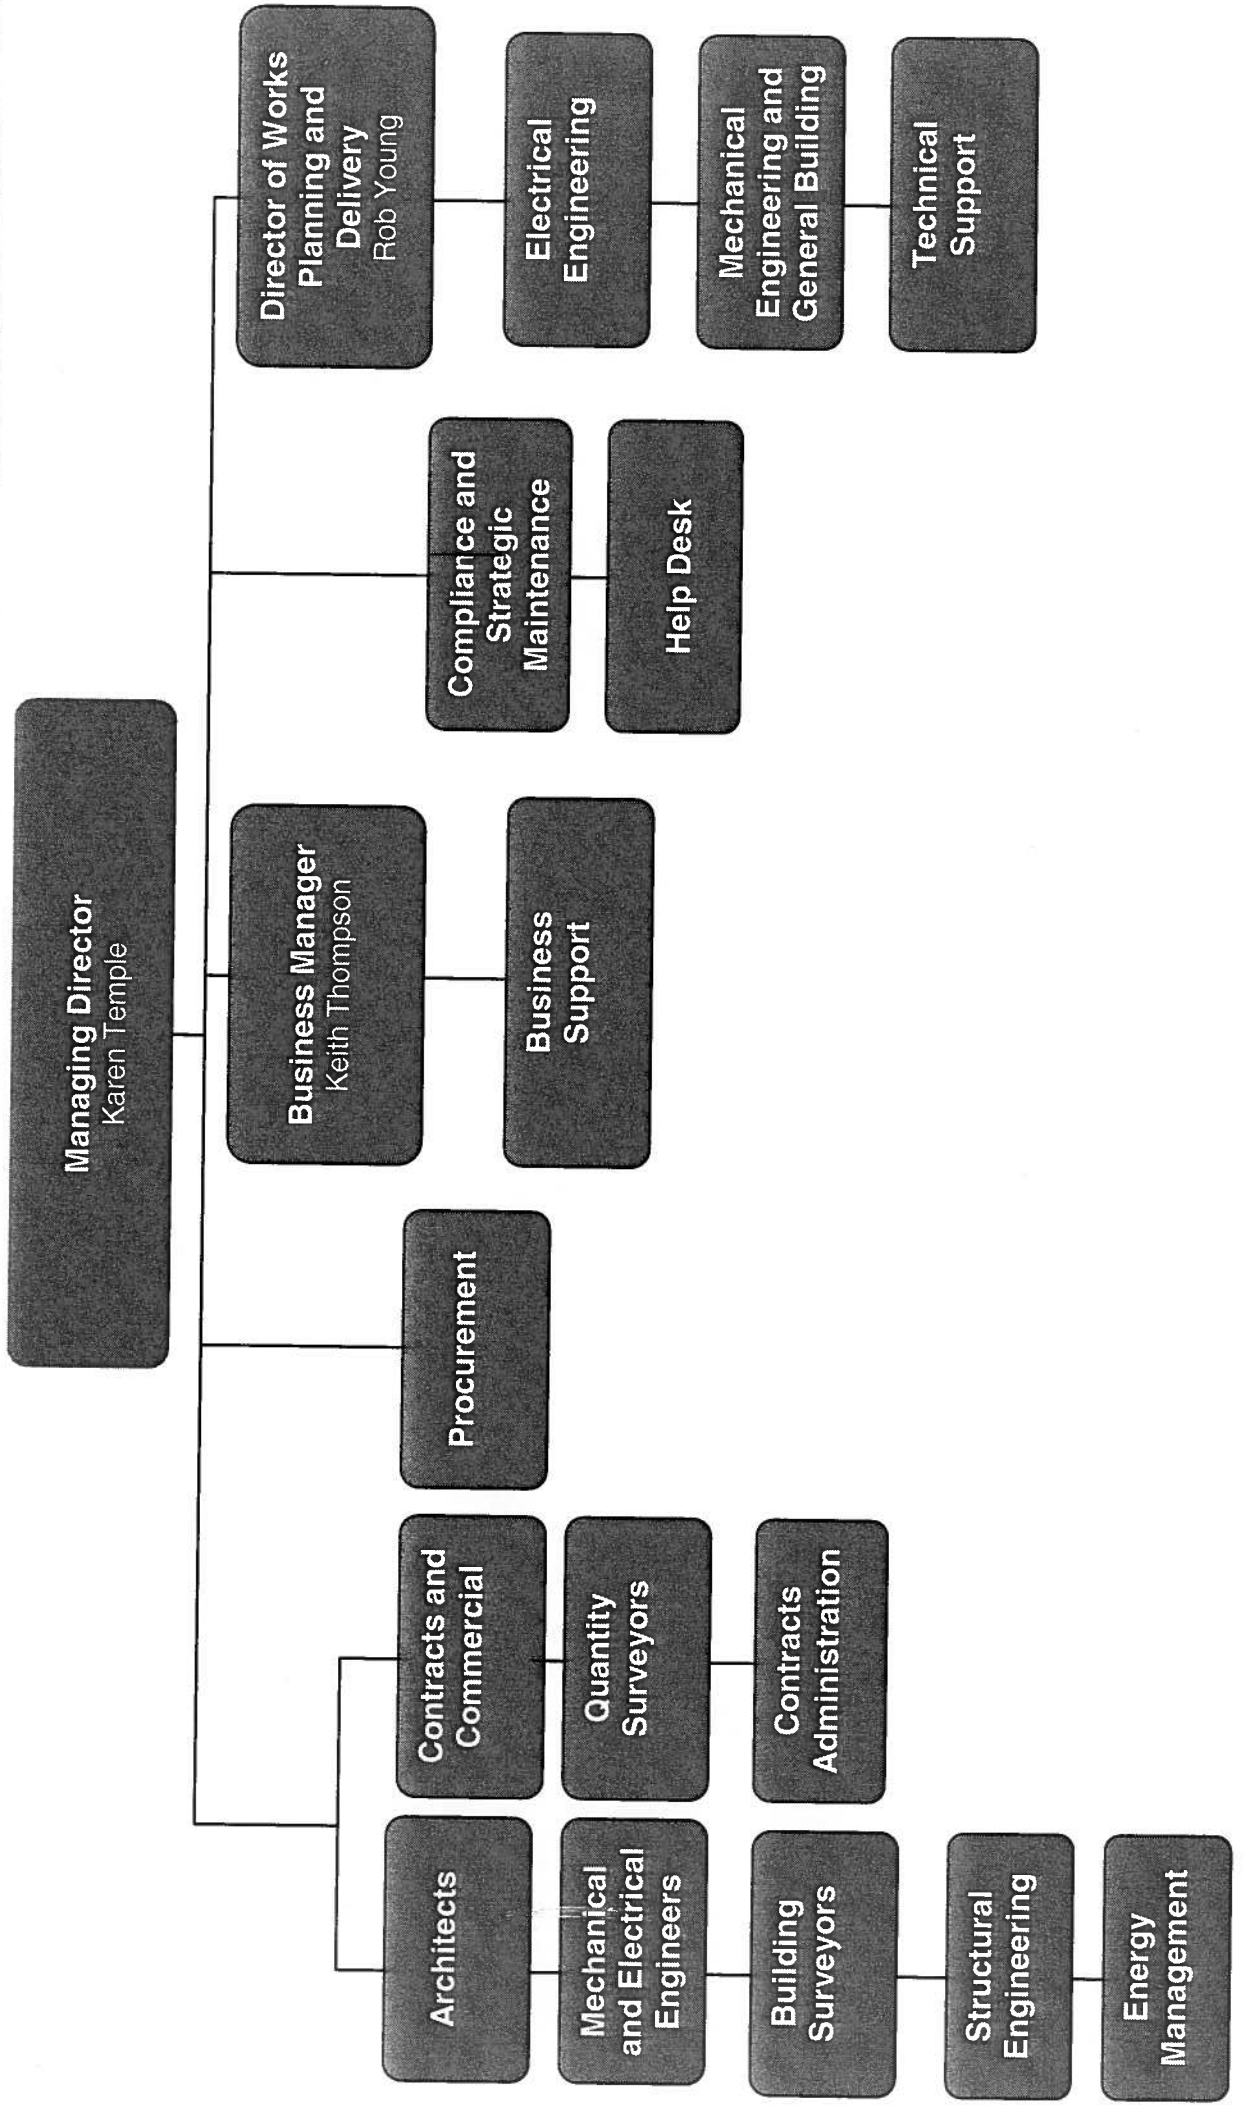 Managing Director
Karen Temple
Architects
Mechanical
and Electrical
Engineers
Building
Surveyors
Structural
Engineering
Energy
Management
Contracts and
Commercial
Quantity
Surveyors
Contracts
Administration
Procurement
Business Manager
Keith Thompson
Business
Support
Compliance and
Strategic
Maintenance
Help Desk
Director of Works
Planning and
Delivery
Rob Young
Electrical
Engineering
Mechanical
Engineering and
General Building
Technical
Support